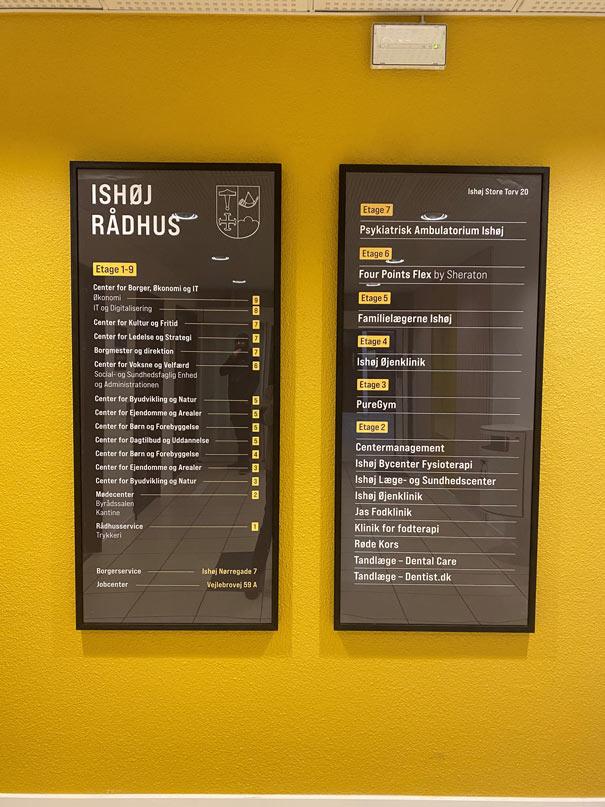 ISHØJ
RÅDHUS
Etage 1-9
Center for Borger, Økonomi og IT
Økonomi 9
IT og Digitalisering 8
Center for Kultur og Fritid 7
Center for Ledelse og Strategi 7
Borgmester og direktion 7
Center for Voksne og Velfærd 6
Social- og Sundhedsfaglig Enhed
og Administrationen
Center for Byudvikling og Natur 5
Center for Ejendomme og Arealer 5
Center for Børn og Forebyggelse 5
Center for Dagtilbud og Uddannelse 5
Center for Børn og Forebyggelse 4
Center for Ejendomme og Arealer 3
Center for Byudvikling og Natur 3
Mødecenter 2
Byrådssalen
Kantine
Rådhusservice 1
Trykkeri
Borgerservice Ishøj Nørregade 7
Jobcenter Vejlebrovej 59 A
Ishøj Store Torv 20
Etage 7
Psykiatrisk Ambulatorium Ishøj
Etage 6
Four Points Flex by Sheraton
Etage 5
Familielægerne Ishøj
Etage 4
Ishøj Øjenklinik
Etage 3
PureGym
Etage 2
Centermanagement
Ishøj Bycenter Fysioterapi
Ishøj Læge- og Sundhedscenter
Ishøj Øjenklinik
Jas Fodklinik
Klinik for fodterapi
Røde Kors
Tandlæge – Dental Care
Tandlæge – Dentist.dk